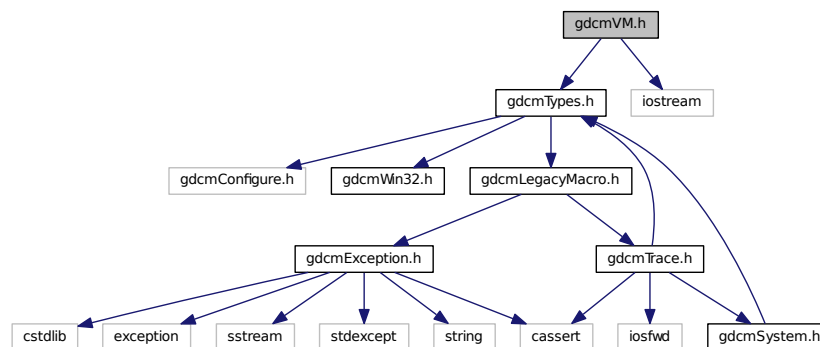 gdcmVM.h
gdcmTypes.h
iostream
gdcmConfigure.h
gdcmWin32.h
gdcmLegacyMacro.h
gdcmException.h
gdcmTrace.h
cstdlib
exception
sstream
stdexcept
string
cassert
iosfwd
gdcmSystem.h